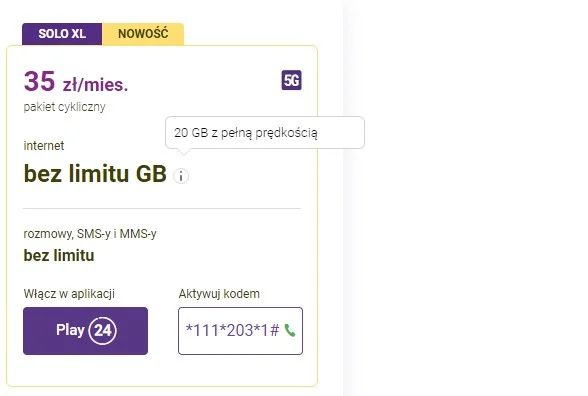 SOLO XL NOWOŚĆ
35 zł/mies.
5G
pakiet cykliczny
20 GB z pełną prędkością
internet
bez limitu GB
rozmowy, SMS-y i MMS-y
bez limitu
Włącz w aplikacji
Play 24
Aktywuj kodem
*111*203*1#